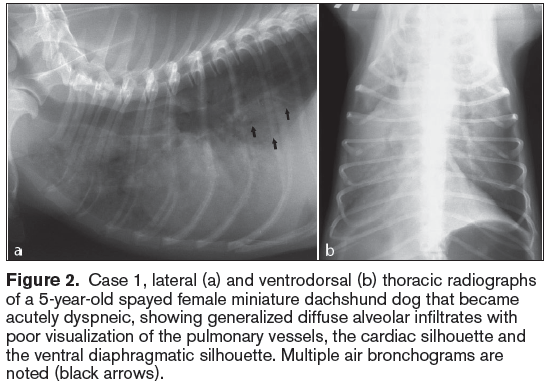 a
b
Figure 2. Case 1, lateral (a) and ventrodorsal (b) thoracic radiographs
of a 5-year-old spayed female miniature dachshund dog that became
acutely dyspneic, showing generalized diffuse alveolar infiltrates with
poor visualization of the pulmonary vessels, the cardiac silhouette and
the ventral diaphragmatic silhouette. Multiple air bronchograms are
noted (black arrows).